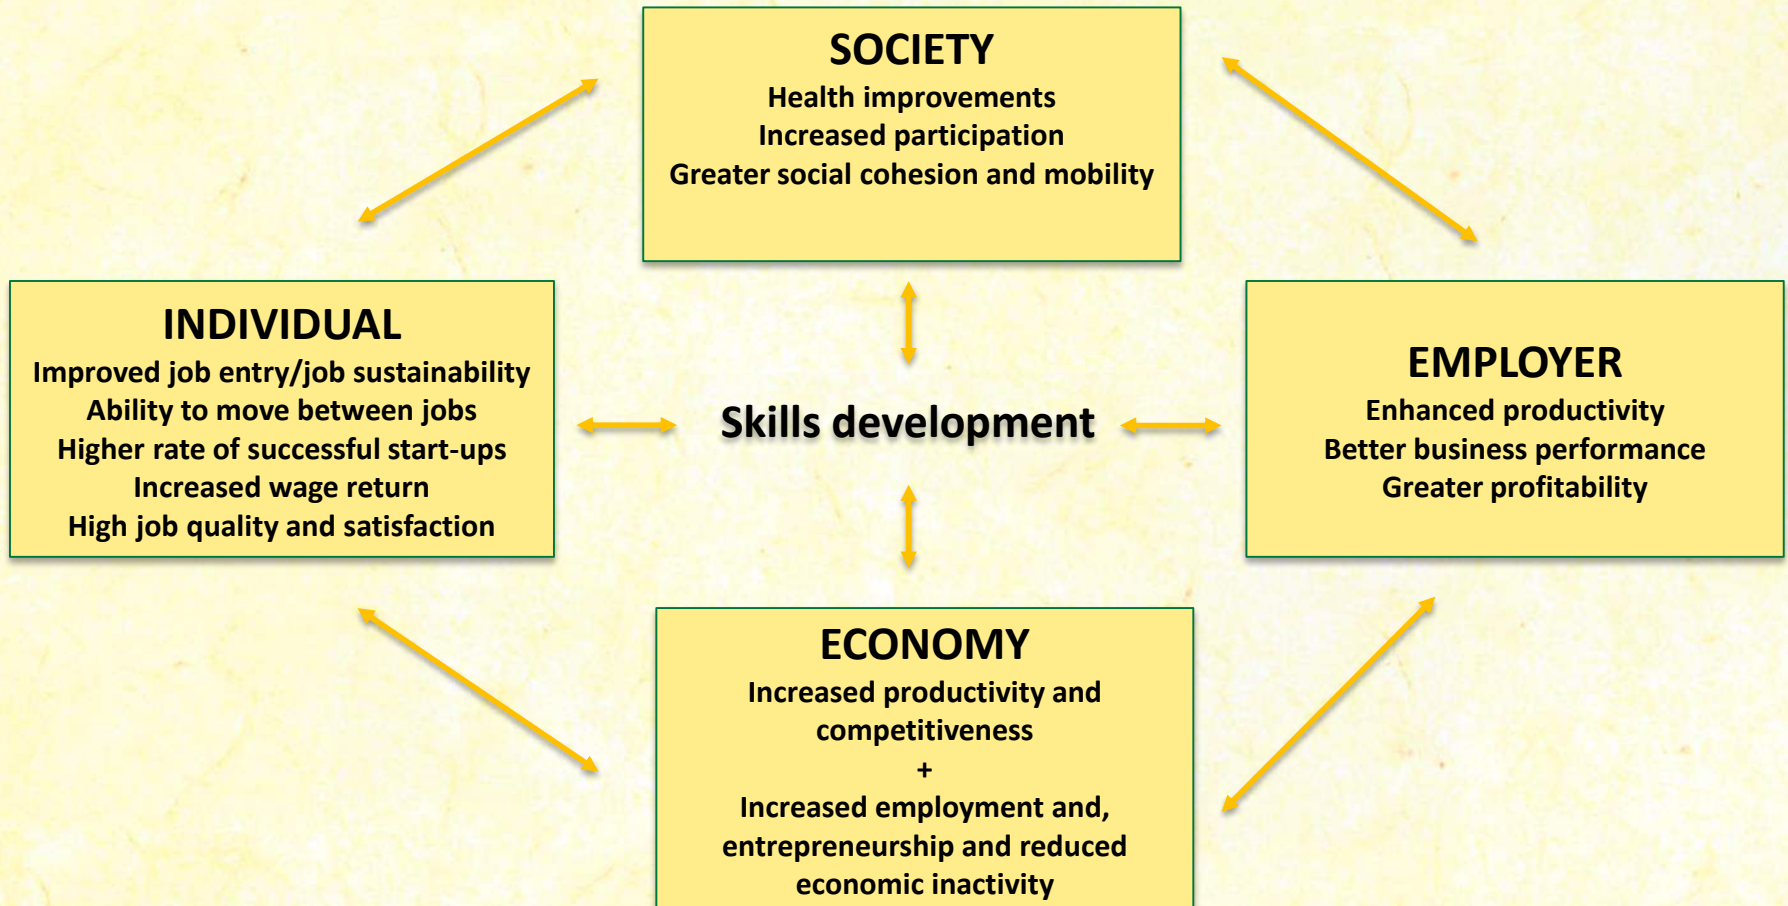 SOCIETY
Health improvements
Increased participation
Greater social cohesion and mobility
INDIVIDUAL
Improved job entry/job sustainability
Ability to move between jobs
Higher rate of successful start-ups
Increased wage return
High job quality and satisfaction
Skills development
EMPLOYER
Enhanced productivity
Better business performance
Greater profitability
ECONOMY
Increased productivity and
competitiveness
+
Increased employment and,
entrepreneurship and reduced
economic inactivity